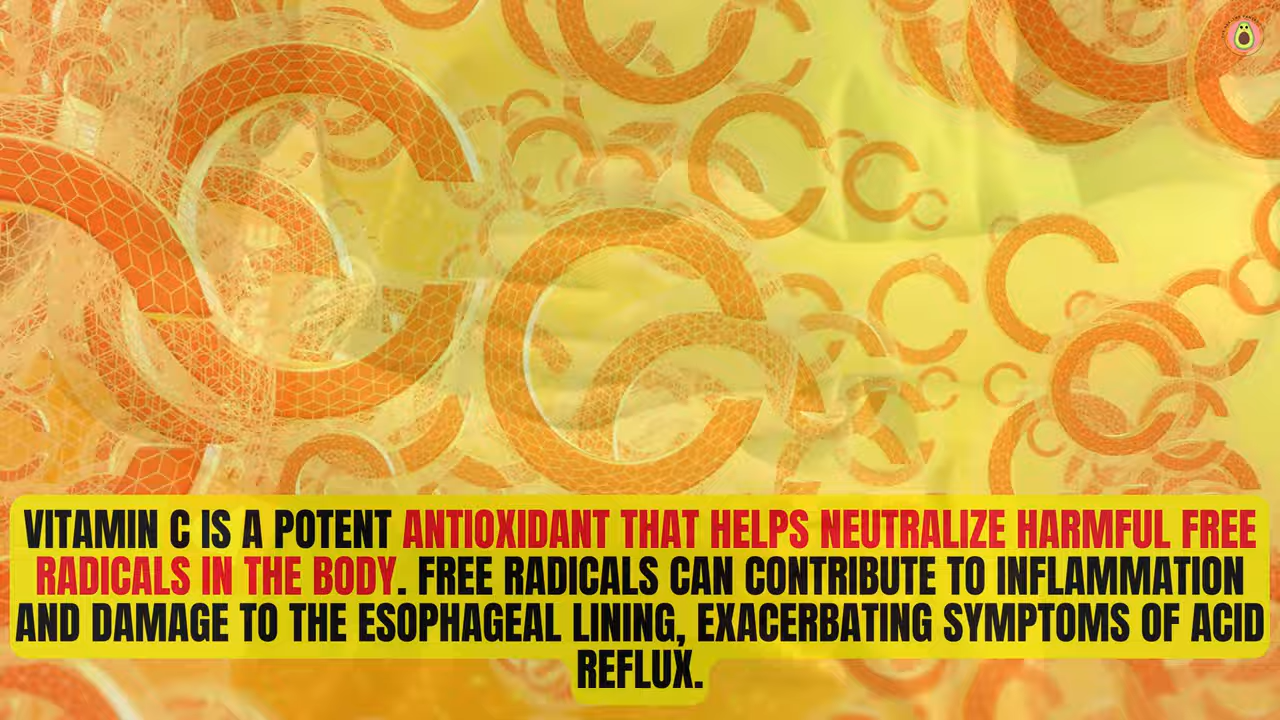 VITAMIN C IS A POTENT ANTIOXIDANT THAT HELPS NEUTRALIZE HARMFUL FREE
RADICALS IN THE BODY. FREE RADICALS CAN CONTRIBUTE TO INFLAMMATION
AND DAMAGE TO THE ESOPHAGEAL LINING, EXACERBATING SYMPTOMS OF ACID
REFLUX.